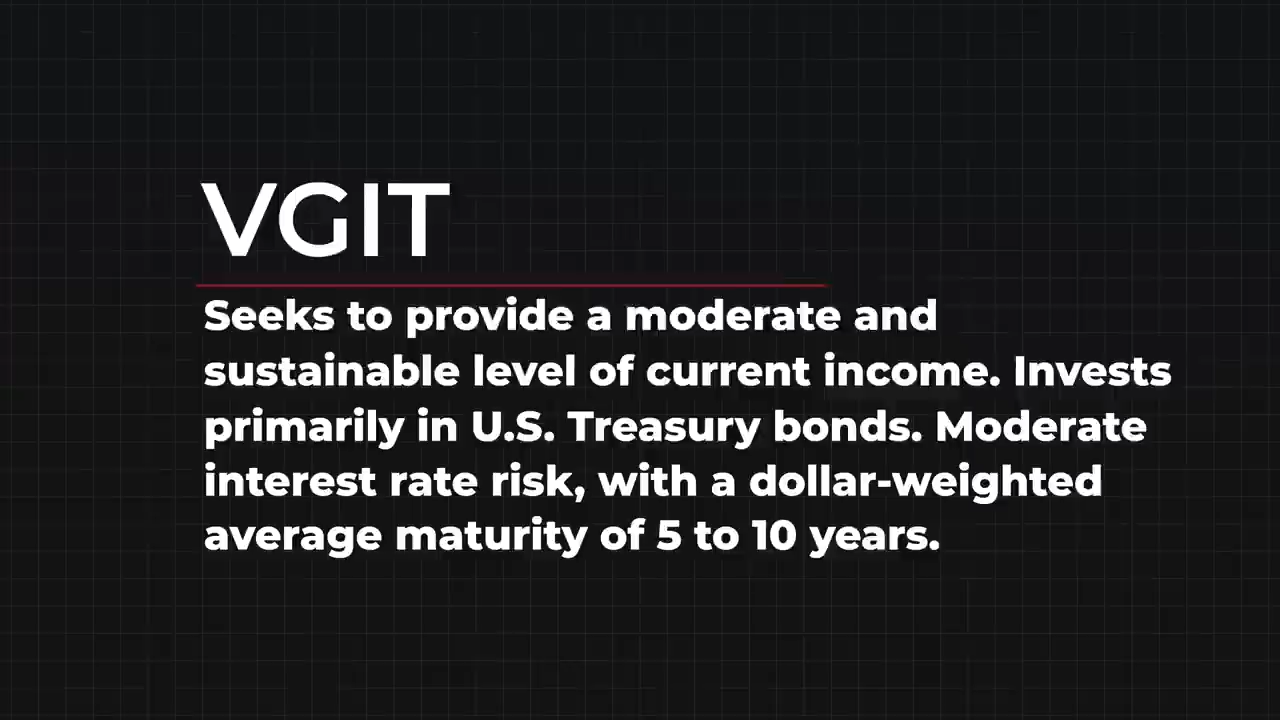 VGIT
Seeks to provide a moderate and
sustainable level of current income. Invests
primarily in U.S. Treasury bonds. Moderate
interest rate risk, with a dollar-weighted
average maturity of 5 to 10 years.